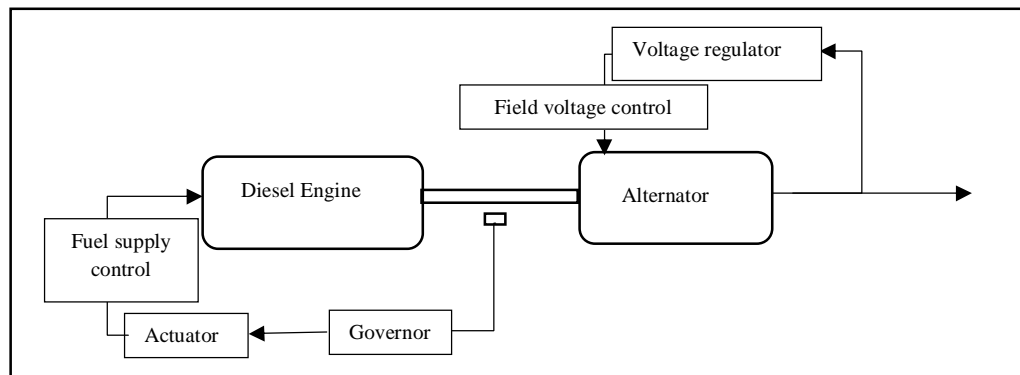 Voltage regulator
Field voltage control
Diesel Engine
Alternator
Fuel supply
control
Actuator
Governor